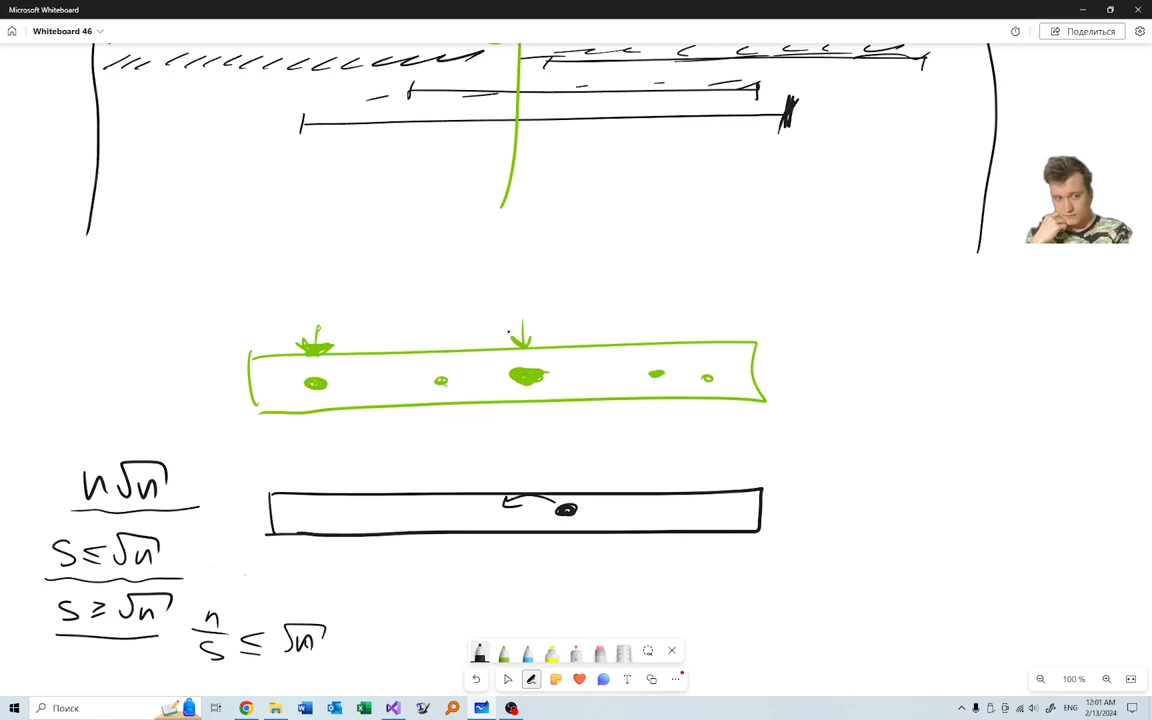 Microsoft Whiteboard
Whiteboard 46
Поделиться
n√n
S ≤ √n
S ≥ √n
n/S ≤ √n
100 %
Поиск
ENG
12:01 AM
2/13/2024